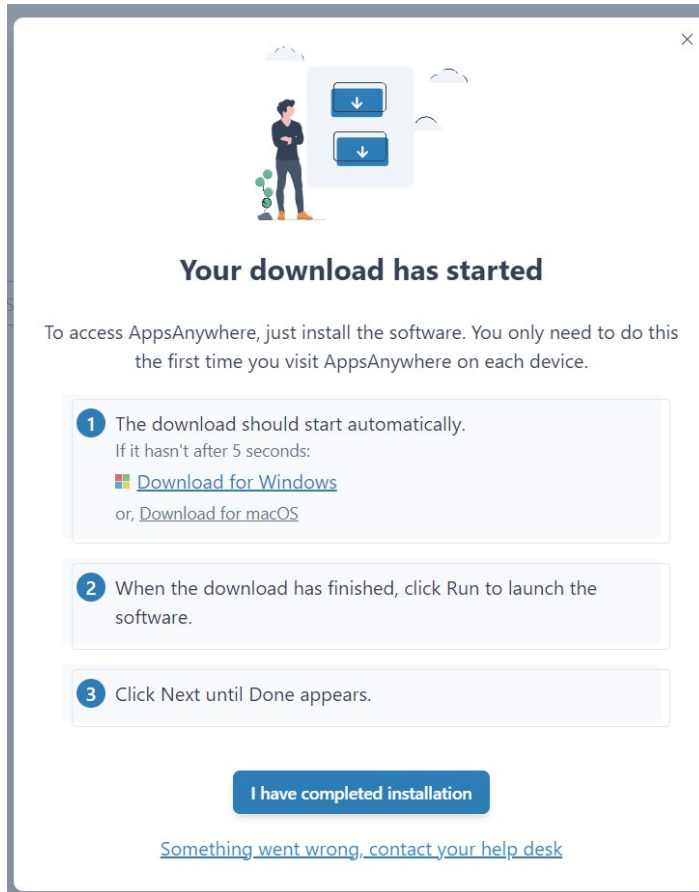 Your download has started
To access AppsAnywhere, just install the software. You only need to do this
the first time you visit AppsAnywhere on each device.
1 The download should start automatically.
If it hasn't after 5 seconds:
Download for Windows
or, Download for macOS
2 When the download has finished, click Run to launch the
software.
3 Click Next until Done appears.
I have completed installation
Something went wrong, contact your help desk